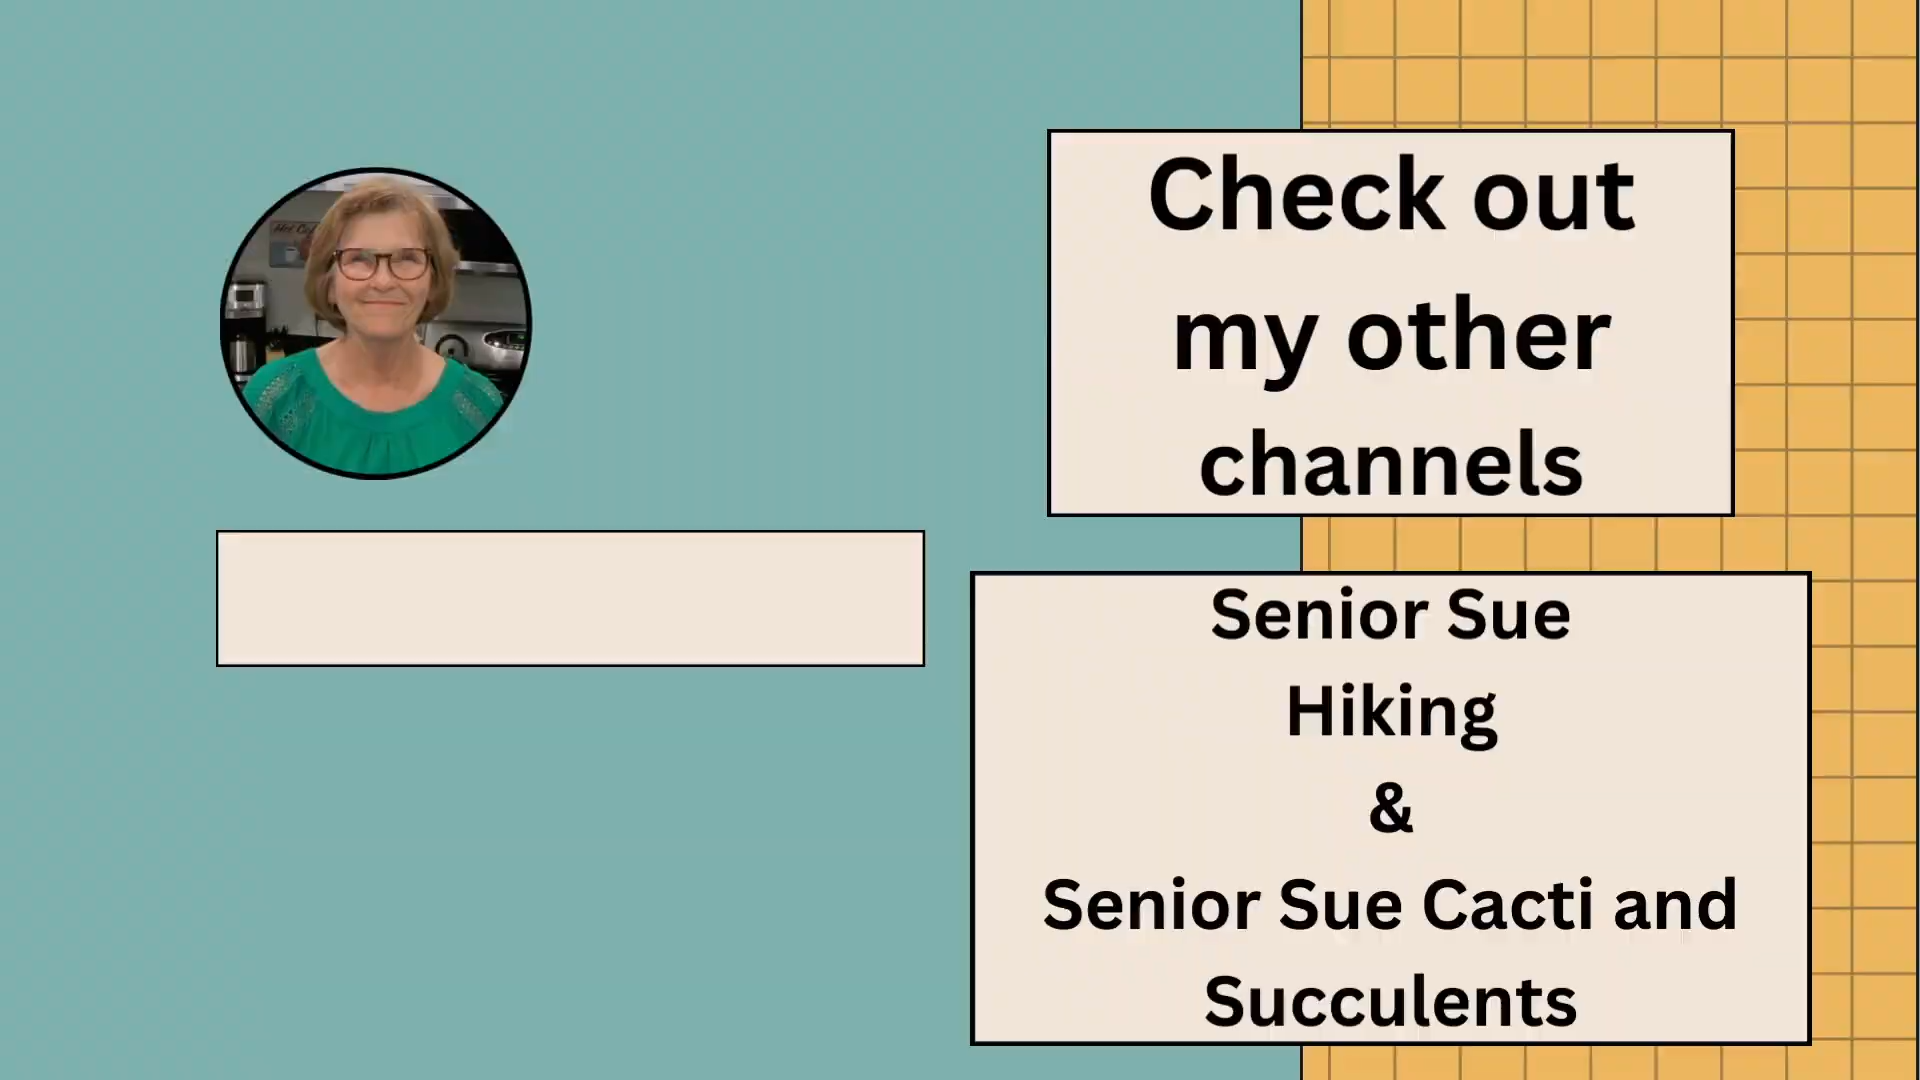 Check out
my other
channels
Senior Sue
Hiking
&
Senior Sue Cacti and
Succulents